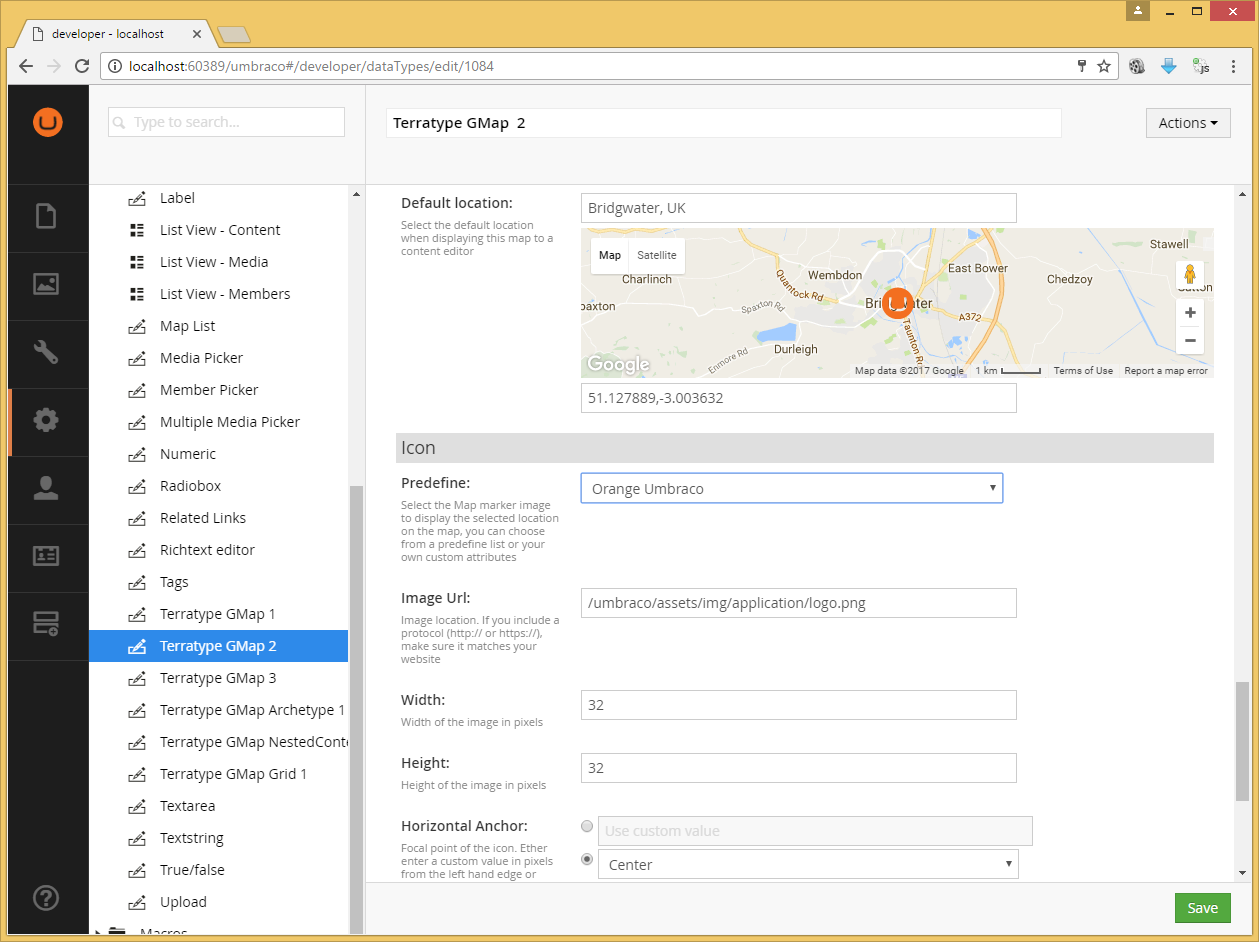 developer - localhost
localhost:60389/umbraco#/developer/dataTypes/edit/1084
js
Type to search...
Label
List View - Content
List View - Media
List View - Members
Map List
Media Picker
Member Picker
Multiple Media Picker
Numeric
Radiobox
Related Links
Richtext editor
Tags
Terratype GMap 1
Terratype GMap 2
Terratype GMap 3
Terratype GMap Archetype 1
Terratype GMap NestedConte
Terratype GMap Grid 1
Textarea
Textstring
True/false
Upload
Macros
Terratype GMap  2
Actions
Default location:
Select the default location
when displaying this map to a
content editor
Bridgwater, UK
Map
Satellite
Stawell
Charlinch
Wembdon
East Bower
Chedzoy
Sutton
Quantock Rd
Spaxton Rd
paxton
Bridgwater
A372
Taunton Rd
Durleigh
Enmore Rd
Google
Map data ©2017 Google
1 km
Terms of Use
Report a map error
51.127889,-3.003632
Icon
Predefine:
Select the Map marker image
to display the selected location
on the map, you can choose
from a predefine list or your
own custom attributes
Orange Umbraco
Image Url:
Image location. If you include a
protocol (http:// or https://),
make sure it matches your
website
/umbraco/assets/img/application/logo.png
Width:
Width of the image in pixels
32
Height:
Height of the image in pixels
32
Horizontal Anchor:
Focal point of the icon. Ether
enter a custom value in pixels
from the left hand edge or
Use custom value
Center
Save